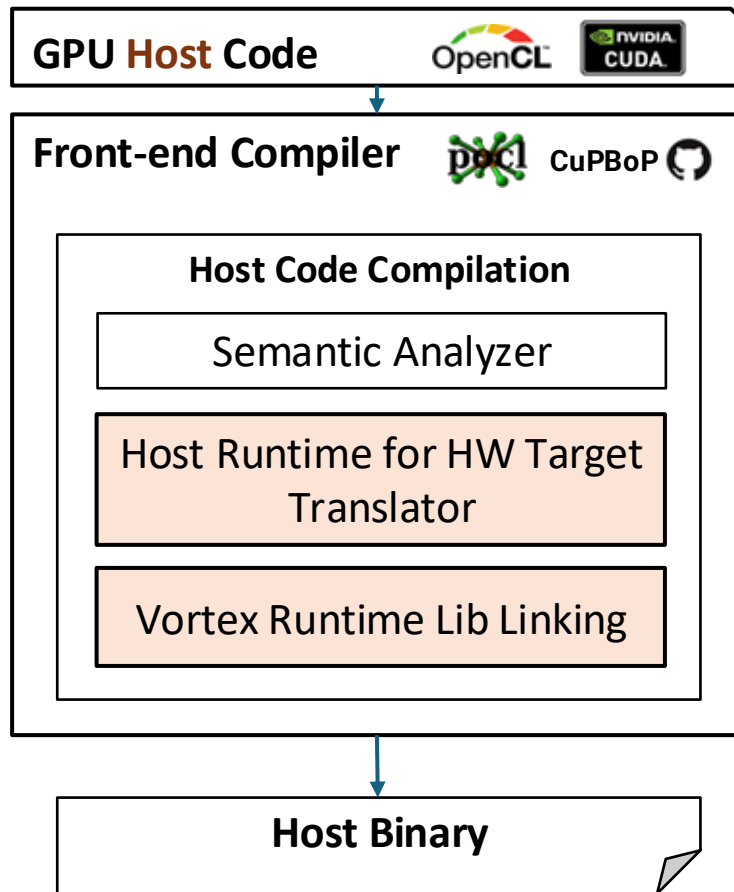 GPU Host Code OpenCL NVIDIA. CUDA.
Front-end Compiler pocl CuPBoP
Host Code Compilation
Semantic Analyzer
Host Runtime for HW Target
Translator
Vortex Runtime Lib Linking
Host Binary